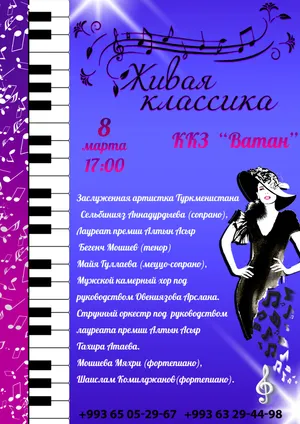 Живая
классика
8
марта
17:00
ККЗ “Ватан”
Заслуженная артистка Туркменистана
Сельбинияз Аннадурдыева (сопрано),
Лауреат премии Алтын Асыр
Бегенч Мошиев (тенор)
Майя Гуллаева (меццо-сопрано),
Мужской камерный хор под
руководством Овениязова Арслана.
Струнный оркестр под руководством
лауреата премии Алтын Асыр
Тахира Атаева.
Мошиева Мяхри (фортепиано),
Шаислам Комилджанов(фортепиано).
+993 65 05-29-67 +993 63 29-44-98